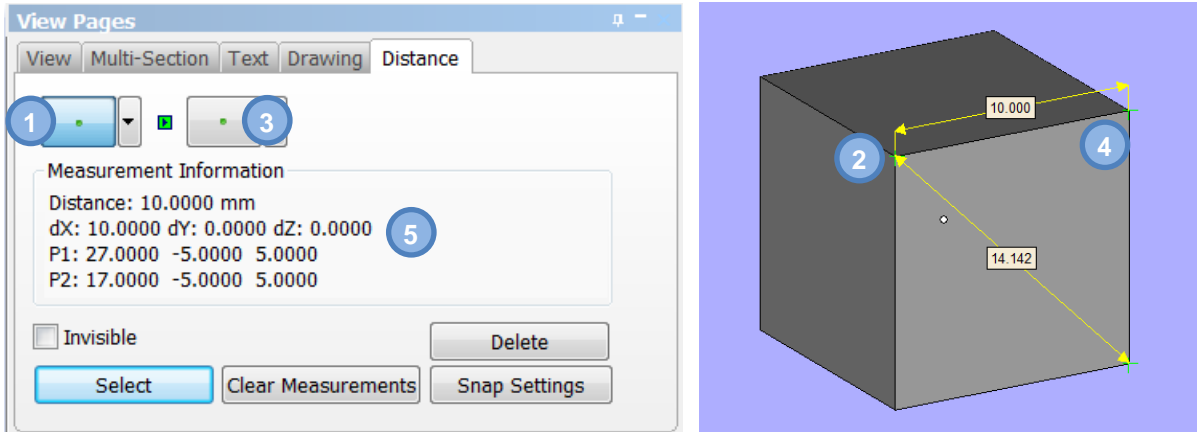 View Pages
View Multi-Section Text Drawing Distance
1 3
Measurement Information
Distance: 10.0000 mm
dX: 10.0000 dY: 0.0000 dZ: 0.0000
5
P1: 27.0000 -5.0000 5.0000
P2: 17.0000 -5.0000 5.0000
Invisible
Delete
Select Clear Measurements Snap Settings
10.000
2 4
14.142